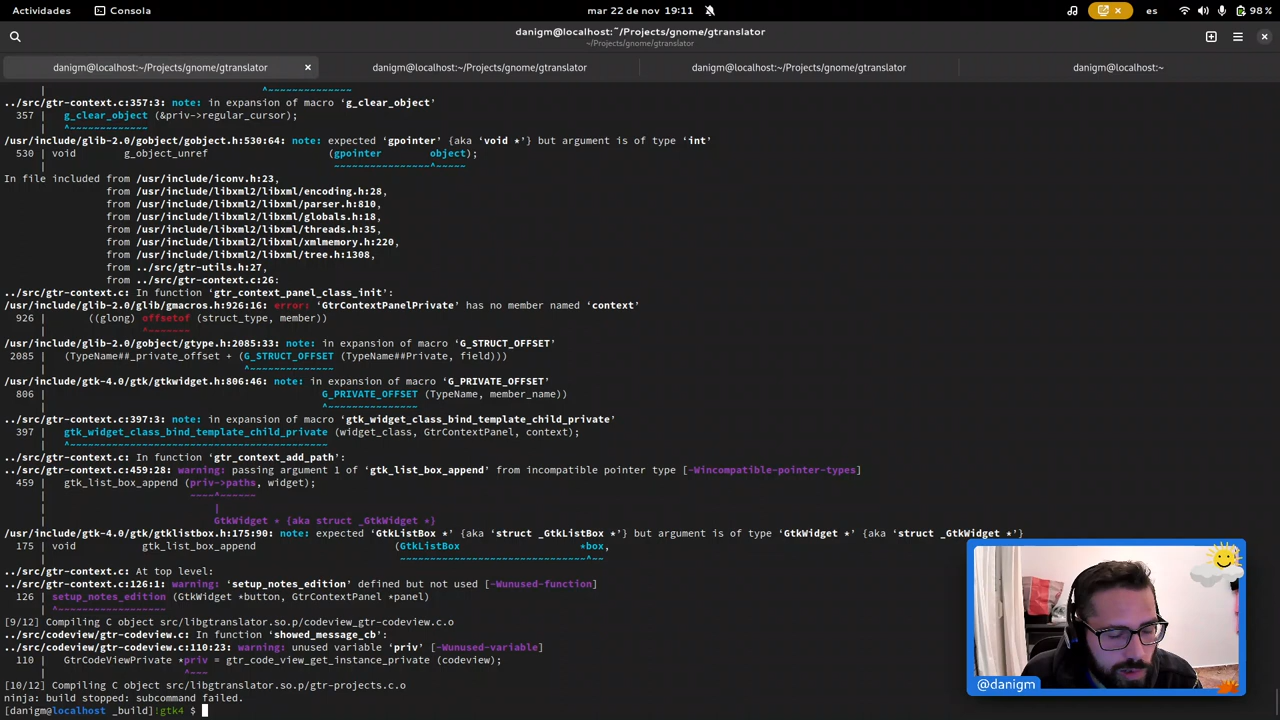 Actividades
Consola
mar 22 de nov 19:11
es
98 %
danigm@localhost:~/Projects/gnome/gtranslator
~/Projects/gnome/gtranslator
danigm@localhost:~/Projects/gnome/gtranslator
danigm@localhost:~/Projects/gnome/gtranslator
danigm@localhost:~/Projects/gnome/gtranslator
danigm@localhost:~
| ^~~~~~~~~~~~~~~
../src/gtr-context.c:357:3: note: in expansion of macro ‘g_clear_object’
357 | g_clear_object (&priv->regular_cursor);
| ^~~~~~~~~~~~~~
/usr/include/glib-2.0/gobject/gobject.h:530:64: note: expected ‘gpointer’ {aka ‘void *’} but argument is of type ‘int’
530 | void g_object_unref (gpointer object);
| ~~~~~~~~~~~~~~~~~^~~~~~
In file included from /usr/include/iconv.h:23,
from /usr/include/libxml2/libxml/encoding.h:28,
from /usr/include/libxml2/libxml/parser.h:810,
from /usr/include/libxml2/libxml/globals.h:18,
from /usr/include/libxml2/libxml/threads.h:35,
from /usr/include/libxml2/libxml/xmlmemory.h:220,
from /usr/include/libxml2/libxml/tree.h:1308,
from ../src/gtr-utils.h:27,
from ../src/gtr-context.c:26:
../src/gtr-context.c: In function ‘gtr_context_panel_class_init’:
/usr/include/glib-2.0/glib/gmacros.h:926:16: error: ‘GtrContextPanelPrivate’ has no member named ‘context’
926 | ((glong) offsetof (struct_type, member))
| ^~~~~~~~
/usr/include/glib-2.0/gobject/gtype.h:2085:33: note: in expansion of macro ‘G_STRUCT_OFFSET’
2085 | (TypeName##_private_offset + (G_STRUCT_OFFSET (TypeName##Private, field)))
| ^~~~~~~~~~~~~~~
/usr/include/gtk-4.0/gtk/gtkwidget.h:806:46: note: in expansion of macro ‘G_PRIVATE_OFFSET’
806 | G_PRIVATE_OFFSET (TypeName, member_name))
| ^~~~~~~~~~~~~~~~
../src/gtr-context.c:397:3: note: in expansion of macro ‘gtk_widget_class_bind_template_child_private’
397 | gtk_widget_class_bind_template_child_private (widget_class, GtrContextPanel, context);
| ^~~~~~~~~~~~~~~~~~~~~~~~~~~~~~~~~~~~~~~~~~~~
../src/gtr-context.c: In function ‘gtr_context_add_path’:
../src/gtr-context.c:459:28: warning: passing argument 1 of ‘gtk_list_box_append’ from incompatible pointer type [-Wincompatible-pointer-types]
459 | gtk_list_box_append (priv->paths, widget);
| ~~~~^~~~~~~
| |
| GtkWidget * {aka struct _GtkWidget *}
/usr/include/gtk-4.0/gtk/gtklistbox.h:175:90: note: expected ‘GtkListBox *’ {aka ‘struct _GtkListBox *’} but argument is of type ‘GtkWidget *’ {aka ‘struct _GtkWidget *’}
175 | void gtk_list_box_append (GtkListBox *box,
| ~~~~~~~~~~~~~~~~~~~~~~~~~~~~~^~~
../src/gtr-context.c: At top level:
../src/gtr-context.c:126:1: warning: ‘setup_notes_edition’ defined but not used [-Wunused-function]
126 | setup_notes_edition (GtkWidget *button, GtrContextPanel *panel)
| ^~~~~~~~~~~~~~~~~~~
[9/12] Compiling C object src/libgtranslator.so.p/codeview_gtr-codeview.c.o
../src/codeview/gtr-codeview.c: In function ‘showed_message_cb’:
../src/codeview/gtr-codeview.c:110:23: warning: unused variable ‘priv’ [-Wunused-variable]
110 | GtrCodeViewPrivate *priv = gtr_code_view_get_instance_private (codeview);
| ^~~~
[10/12] Compiling C object src/libgtranslator.so.p/gtr-projects.c.o
ninja: build stopped: subcommand failed.
[danigm@localhost _build]!gtk4 $
@danigm